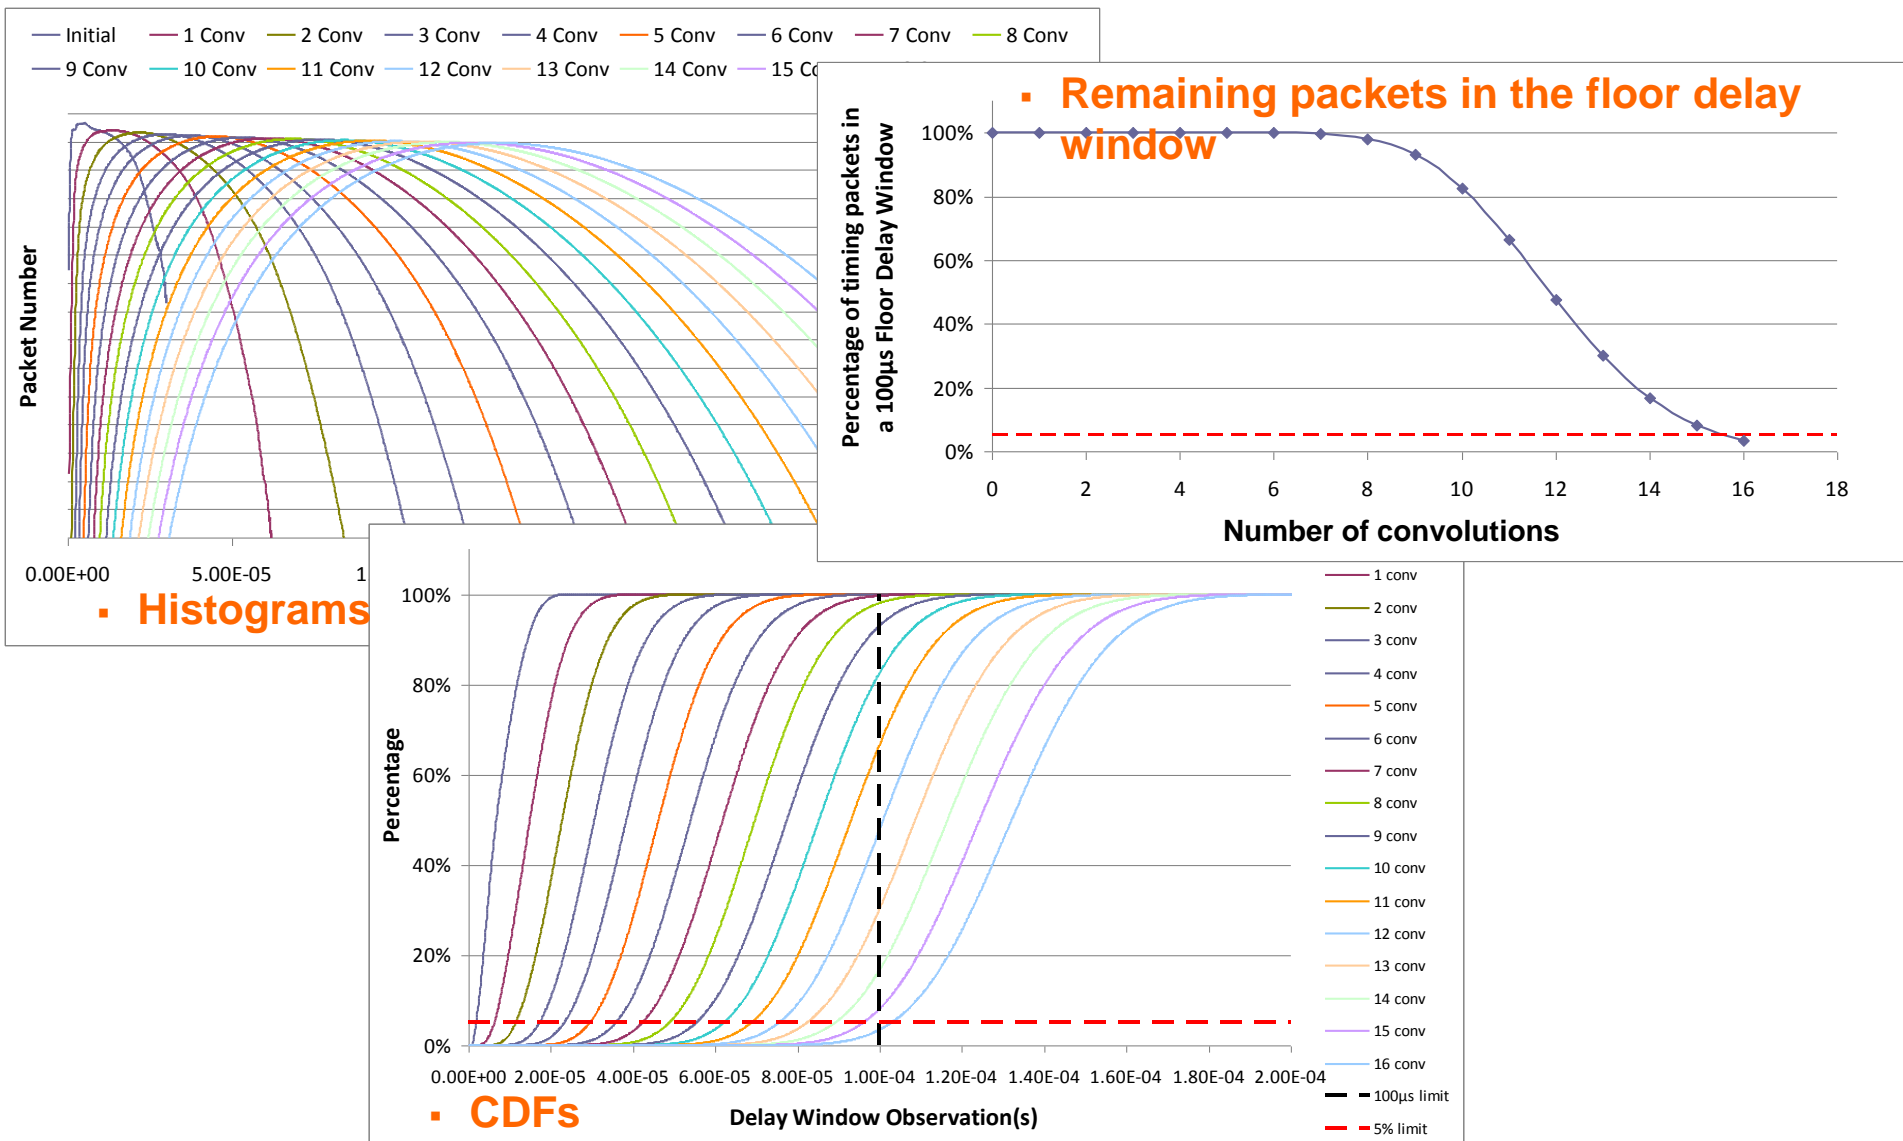 Initial 1 Conv 2 Conv 3 Conv 4 Conv 5 Conv 6 Conv 7 Conv 8 Conv
9 Conv 10 Conv 11 Conv 12 Conv 13 Conv 14 Conv 15 Co
Packet Number
0.00E+00 5.00E-05 1
▪ Histograms
▪ Remaining packets in the floor delay
window
Percentage of timing packets in
a 100µs Floor Delay Window
100%
80%
60%
40%
20%
0%
0 2 4 6 8 10 12 14 16 18
Number of convolutions
Percentage
100%
80%
60%
40%
20%
0%
0.00E+00 2.00E-05 4.00E-05 6.00E-05 8.00E-05 1.00E-04 1.20E-04 1.40E-04 1.60E-04 1.80E-04 2.00E-04
▪ CDFs
Delay Window Observation(s)
1 conv
2 conv
3 conv
4 conv
5 conv
6 conv
7 conv
8 conv
9 conv
10 conv
11 conv
12 conv
13 conv
14 conv
15 conv
16 conv
100µs limit
5% limit